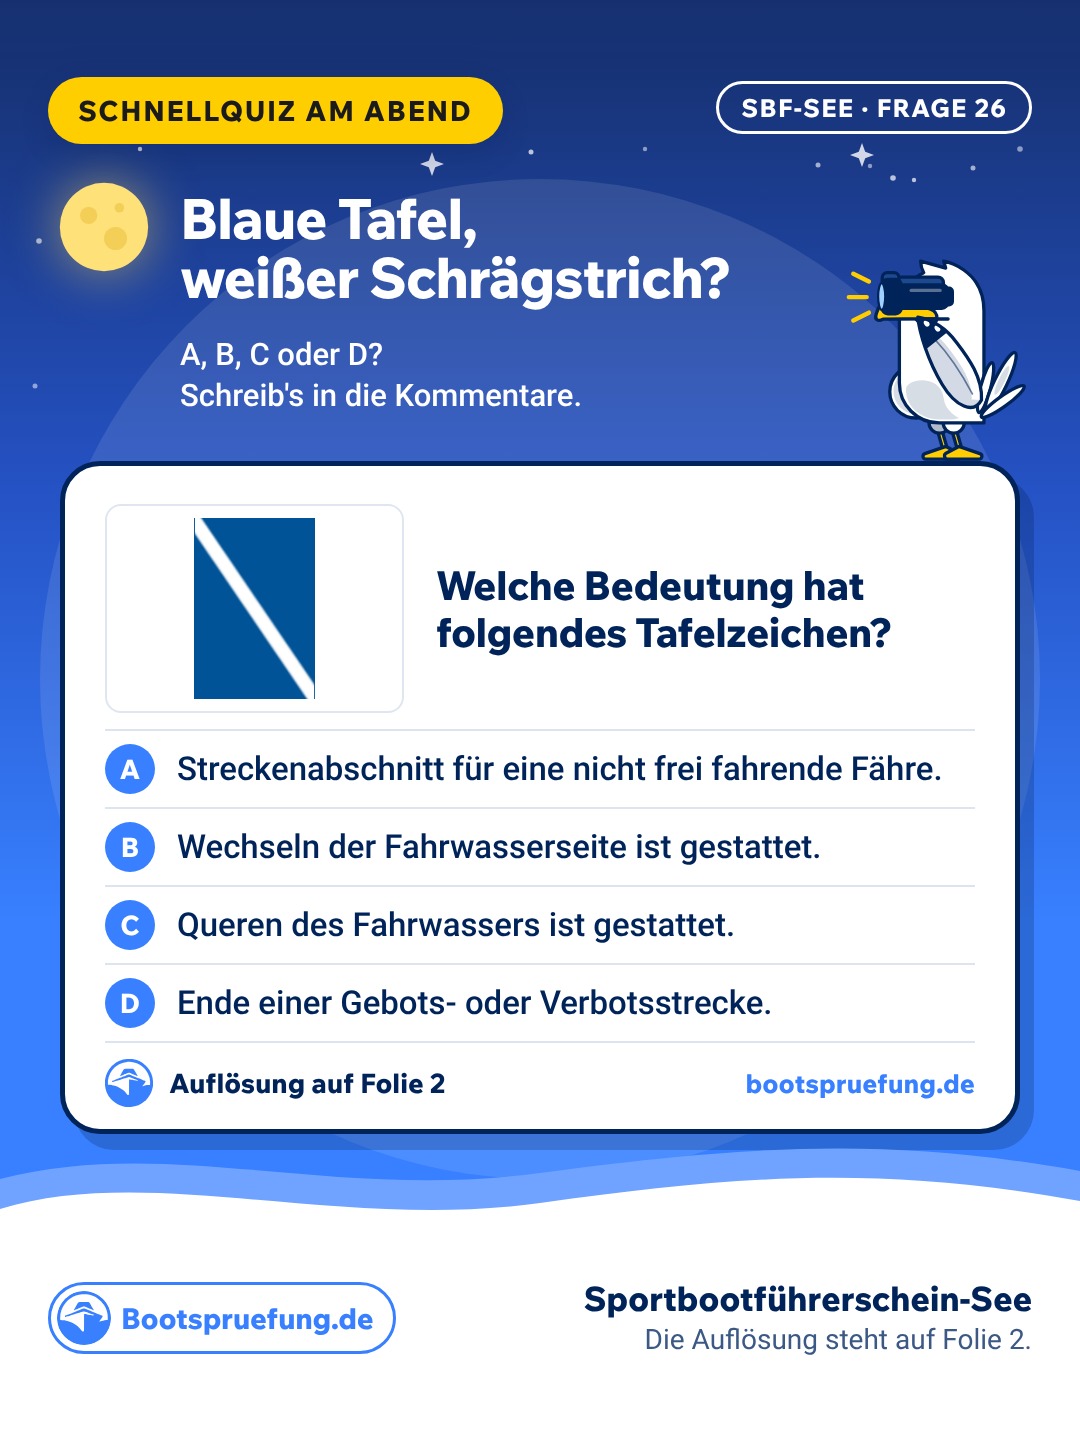 SCHNELLQUIZ AM ABEND
SBF-SEE · FRAGE 26
Blaue Tafel,
weißer Schrägstrich?
A, B, C oder D?
Schreib's in die Kommentare.
Welche Bedeutung hat
folgendes Tafelzeichen?
A Streckenabschnitt für eine nicht frei fahrende Fähre.
B Wechseln der Fahrwasserseite ist gestattet.
C Queren des Fahrwassers ist gestattet.
D Ende einer Gebots- oder Verbotsstrecke.
Auflösung auf Folie 2
bootspruefung.de
Bootspruefung.de
Sportbootführerschein-See
Die Auflösung steht auf Folie 2.